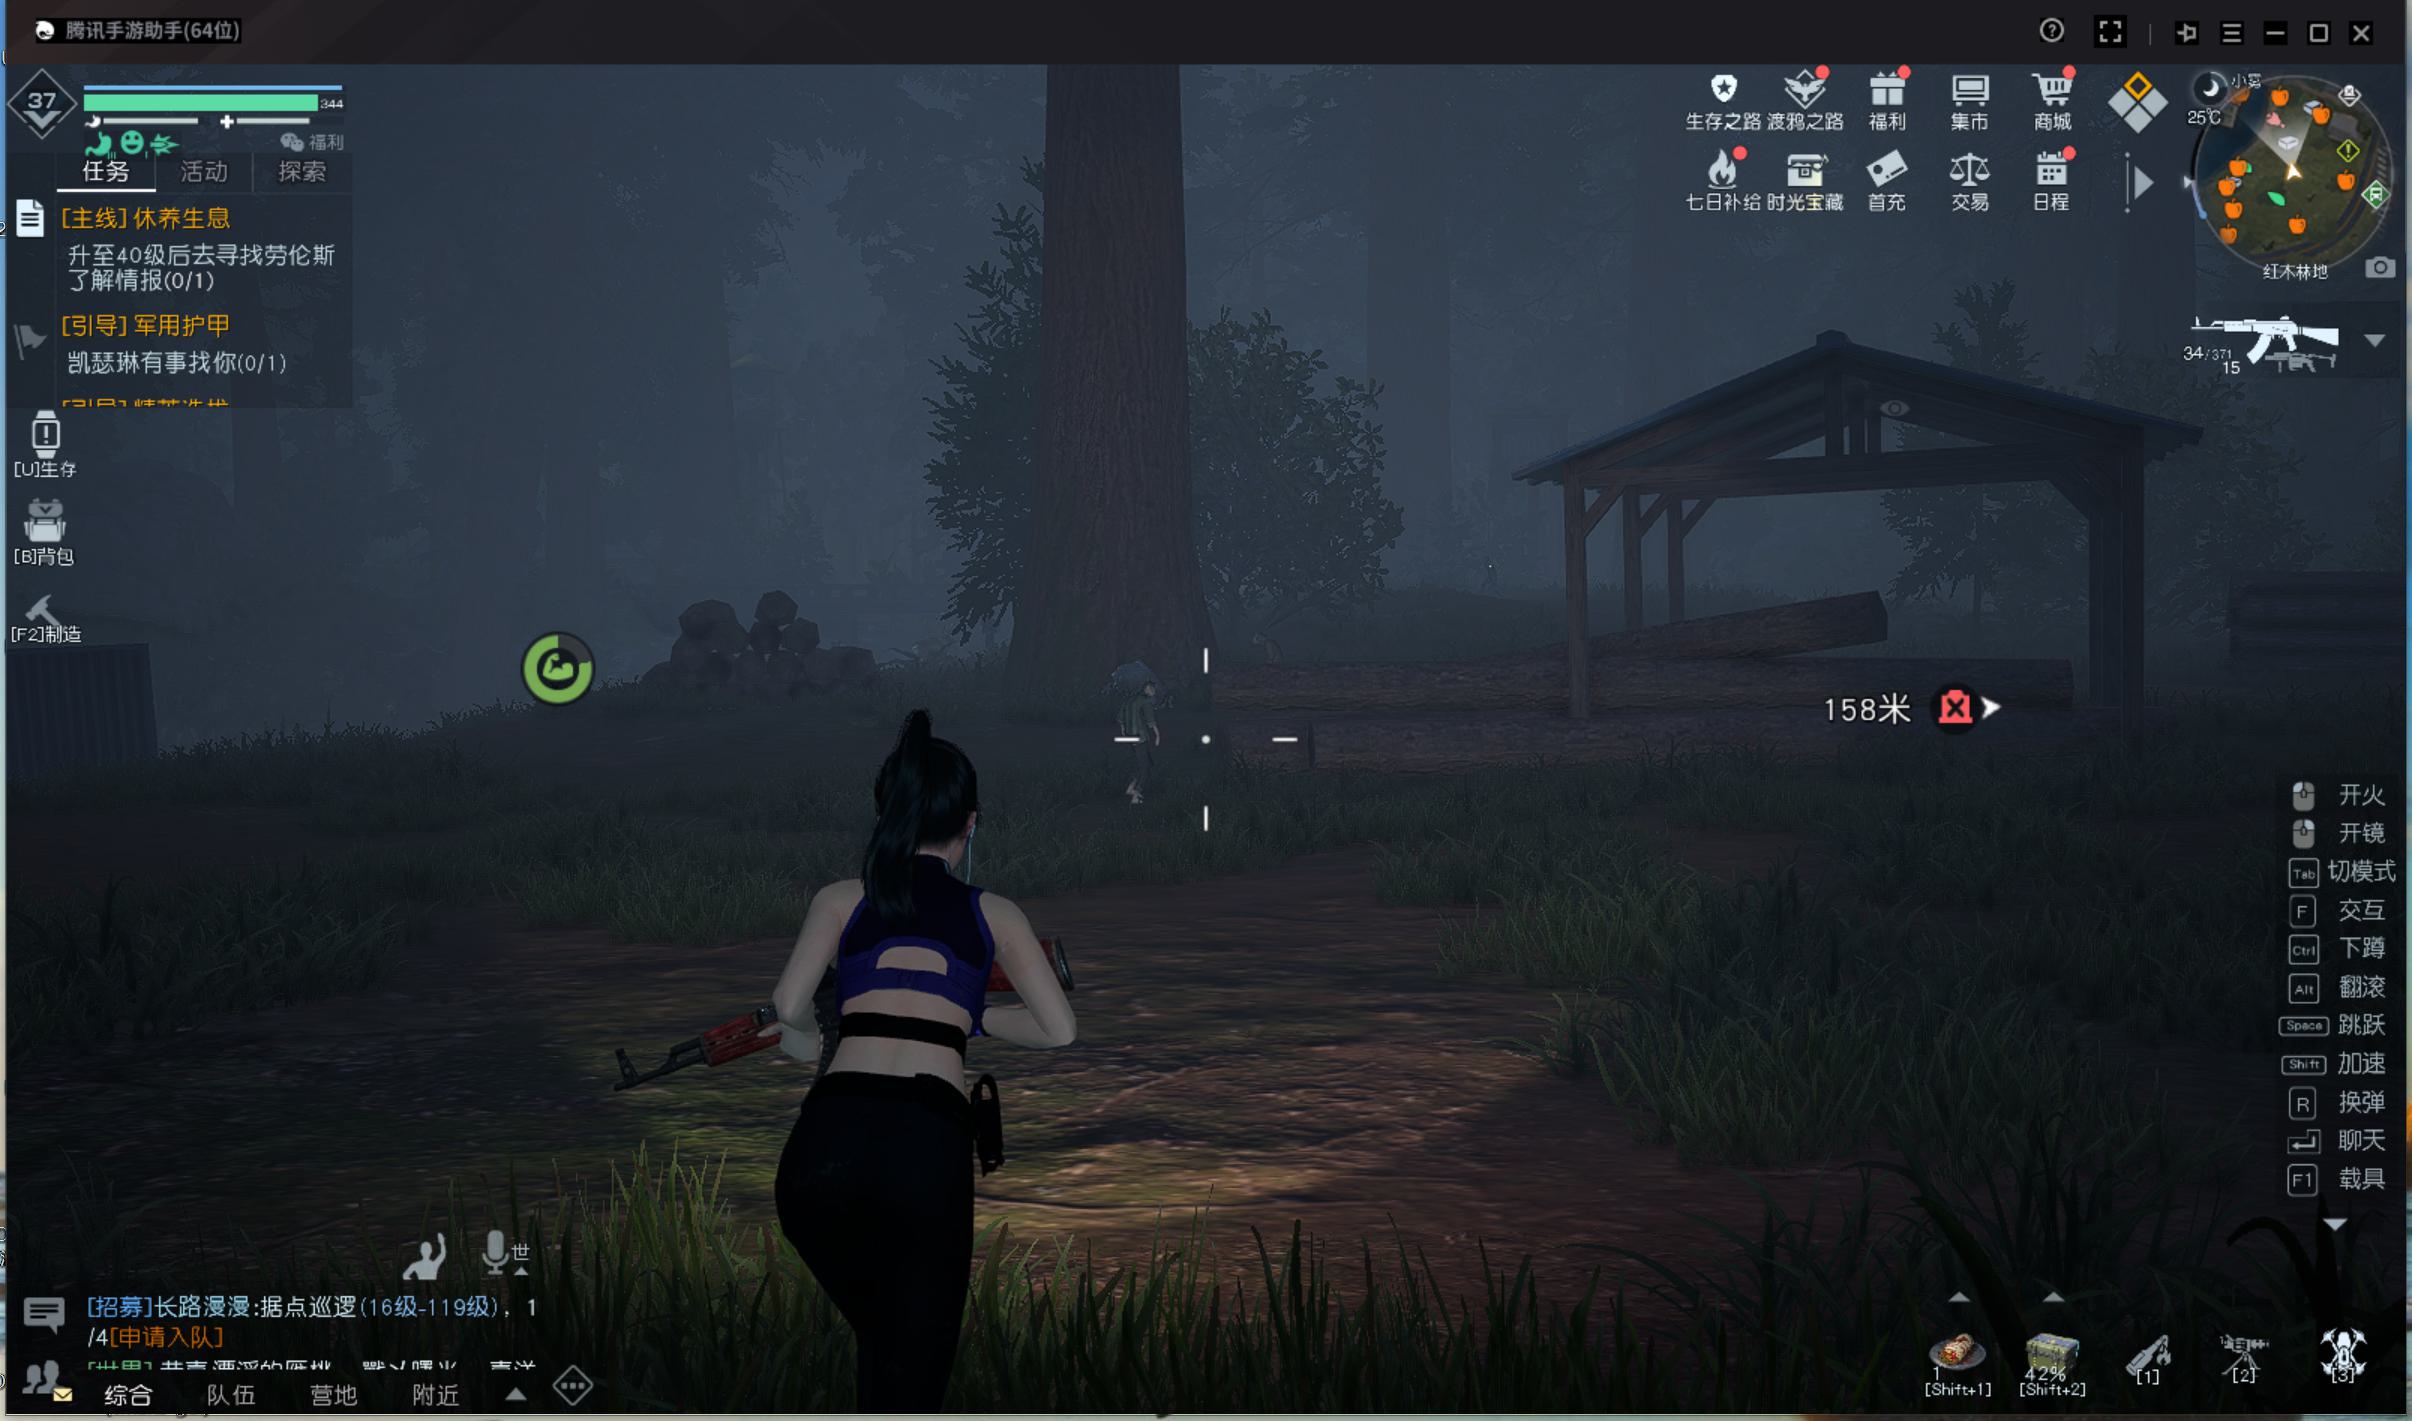 腾讯手游助手(64位)
37
344
福利
任务 活动 探索
[主线] 休养生息
升至40级后去寻找劳伦斯
了解情报(0/1)
[引导] 军用护甲
凯瑟琳有事找你(0/1)
[U]生存
[B]背包
[F2]制造
生存之路 渡鸦之路 福利 集市 商城
七日补给 时光宝藏 首充 交易 日程
小雾
25℃
红木林地
34/371
15
158米
开火
开镜
Tab 切模式
F 交互
Ctrl 下蹲
Alt 翻滚
Space 跳跃
Shift 加速
R 换弹
聊天
F1 载具
世
[招募]长路漫漫:据点巡逻(16级-119级), 1
/4[申请入队]
综合 队伍 营地 附近
1
[Shift+1]
42%
[Shift+2]
[1]
[2]
[3]